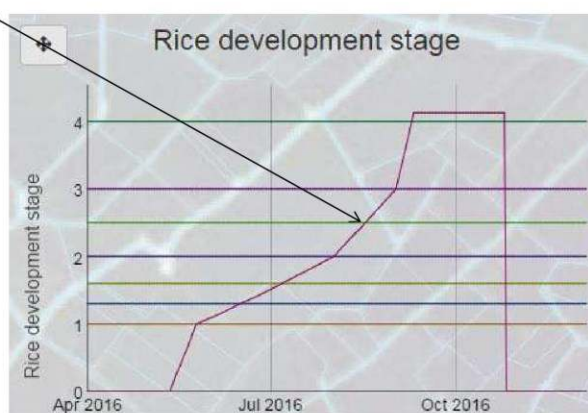 Rice development stage
Rice development stage
4
3
2
1
0
Apr 2016
Jul 2016
Oct 2016